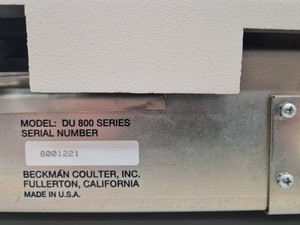 MODEL: DU 800 SERIES
SERIAL NUMBER
8001221
BECKMAN COULTER, INC.
FULLERTON, CALIFORNIA
MADE IN U.S.A.